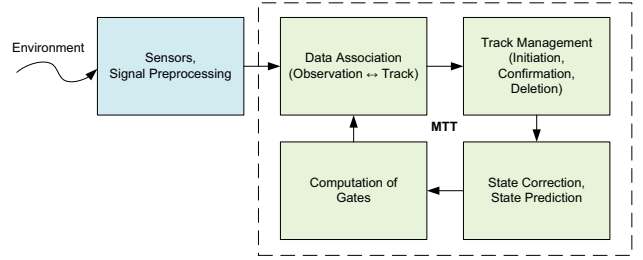 Environment
Sensors,
Signal Preprocessing
Data Association
(Observation ↔ Track)
Track Management
(Initiation,
Confirmation,
Deletion)
MTT
Computation of
Gates
State Correction,
State Prediction